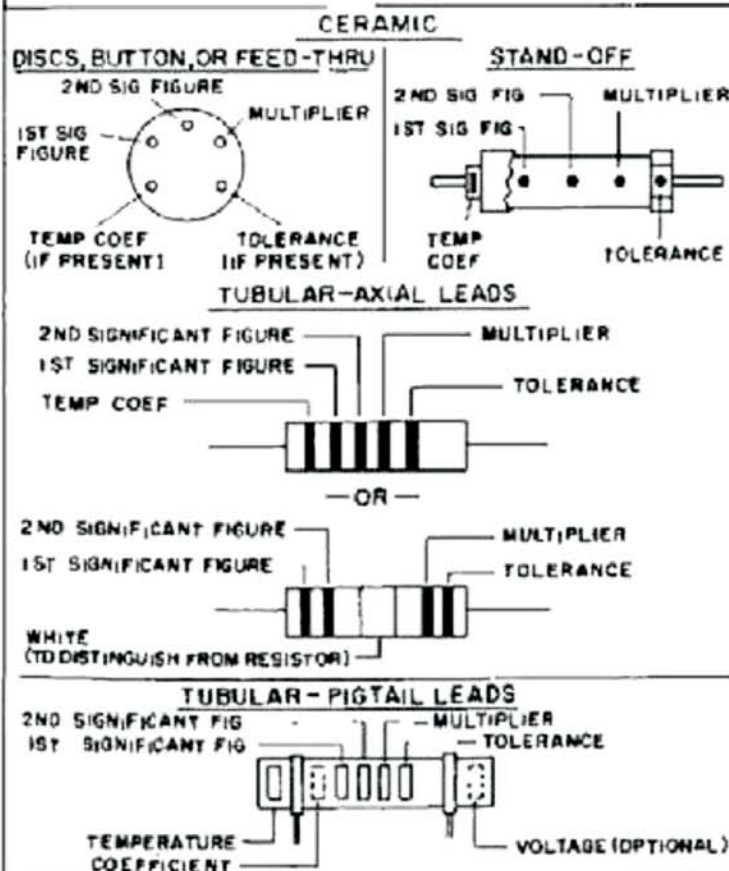 CERAMIC
DISCS, BUTTON, OR FEED-THRU
2ND SIG FIGURE
MULTIPLIER
1ST SIG
FIGURE
TEMP COEF
(IF PRESENT)
TOLERANCE
(IF PRESENT)
STAND-OFF
2ND SIG FIG
MULTIPLIER
1ST SIG FIG
TEMP
COEF
TOLERANCE
TUBULAR-AXIAL LEADS
2ND SIGNIFICANT FIGURE
MULTIPLIER
1ST SIGNIFICANT FIGURE
TOLERANCE
TEMP COEF
—OR—
2ND SIGNIFICANT FIGURE
MULTIPLIER
1ST SIGNIFICANT FIGURE
TOLERANCE
WHITE
(TO DISTINGUISH FROM RESISTOR)
TUBULAR-PIGTAIL LEADS
2ND SIGNIFICANT FIG
MULTIPLIER
1ST SIGNIFICANT FIG
TOLERANCE
TEMPERATURE
COEFFICIENT
VOLTAGE (OPTIONAL)